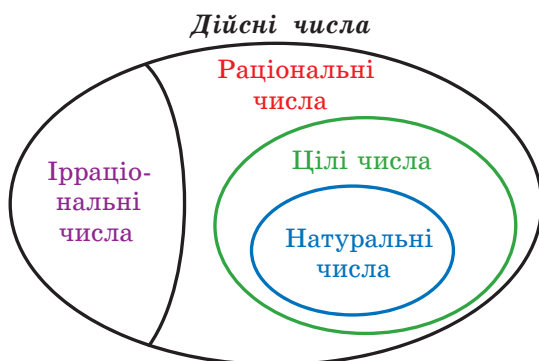 Дійсні числа
Раціональні
числа
Цілі числа
Ірраціо-
нальні
числа
Натуральні
числа